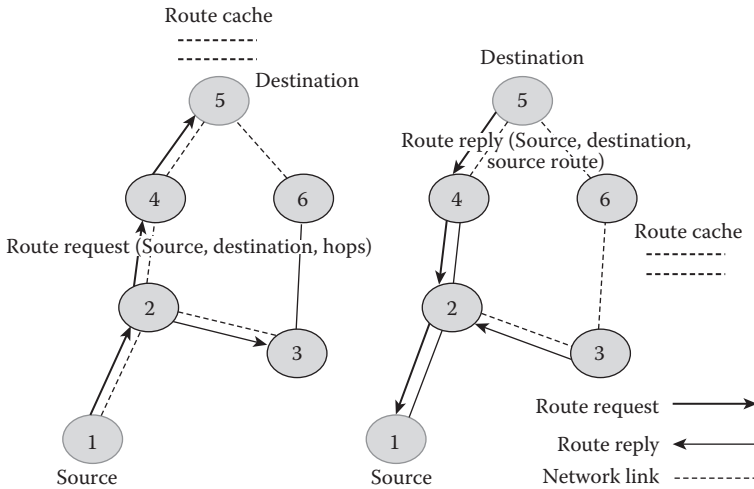 Route cache
Destination
5
4
6
Route request (Source, destination, hops)
2
3
1
Source
Destination
5
Route reply (Source, destination,
source route)
4
6
Route cache
2
3
1
Source
Route request
Route reply
Network link